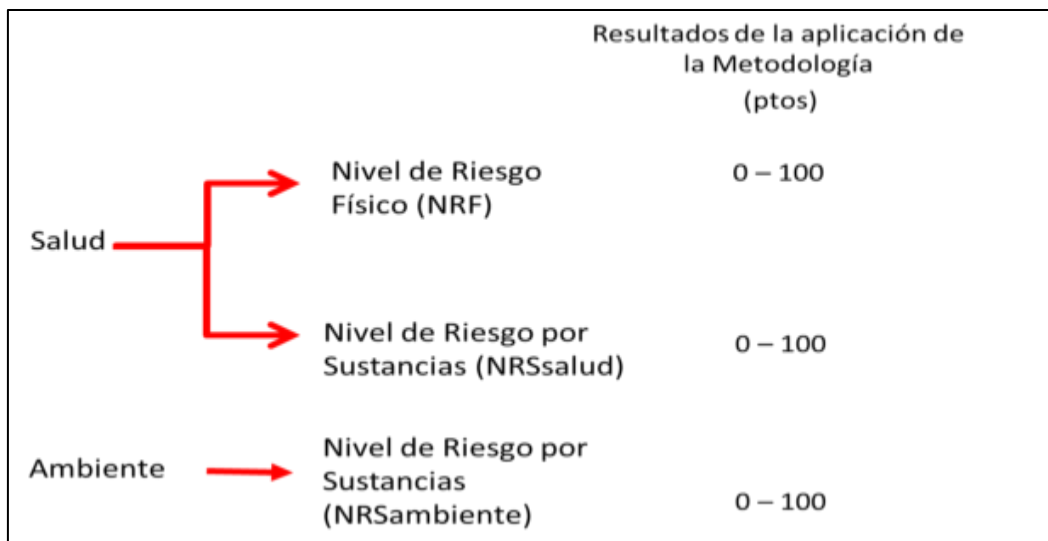 Resultados de la aplicación de
la Metodología
(ptos)
Nivel de Riesgo
Físico (NRF)
0 – 100
Salud
Nivel de Riesgo por
Sustancias (NRSsalud)
0 – 100
Nivel de Riesgo por
Ambiente
Sustancias
(NRSambiente)
0 – 100